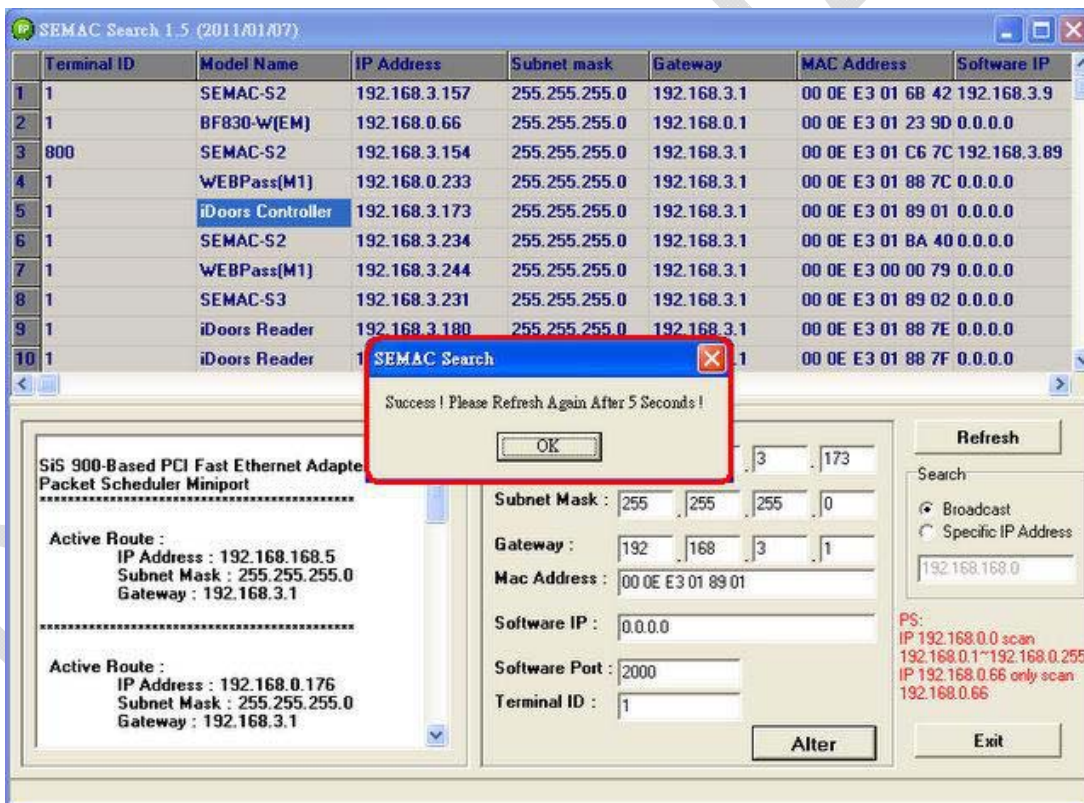 SEMAC Search 1.5 (2011/01/07)
Terminal ID Model Name IP Address Subnet mask Gateway MAC Address Software IP
1 1 SEMAC-S2 192.168.3.157 255.255.255.0 192.168.3.1 00 0E E3 01 6B 42 192.168.3.9
2 1 BF830-W(EM) 192.168.0.66 255.255.255.0 192.168.0.1 00 0E E3 01 23 9D 0.0.0.0
3 800 SEMAC-S2 192.168.3.154 255.255.255.0 192.168.3.1 00 0E E3 01 C6 7C 192.168.3.89
4 1 WEBPass(M1) 192.168.0.233 255.255.255.0 192.168.3.1 00 0E E3 01 88 7C 0.0.0.0
5 1 iDoors Controller 192.168.3.173 255.255.255.0 192.168.3.1 00 0E E3 01 89 01 0.0.0.0
6 1 SEMAC-S2 192.168.3.234 255.255.255.0 192.168.3.1 00 0E E3 01 BA 40 0.0.0.0
7 1 WEBPass(M1) 192.168.3.244 255.255.255.0 192.168.3.1 00 0E E3 00 00 79 0.0.0.0
8 1 SEMAC-S3 192.168.3.231 255.255.255.0 192.168.3.1 00 0E E3 01 89 02 0.0.0.0
9 1 iDoors Reader 192.168.3.180 255.255.255.0 192.168.3.1 00 0E E3 01 88 7E 0.0.0.0
10 1 iDoors Reader 1 .1 00 0E E3 01 88 7F 0.0.0.0
SEMAC Search
Success ! Please Refresh Again After 5 Seconds !
OK
SiS 900-Based PCI Fast Ethernet Adapte
Packet Scheduler Miniport
*********************************************
Active Route :
IP Address : 192.168.168.5
Subnet Mask : 255.255.255.0
Gateway : 192.168.3.1
*********************************************
Active Route :
IP Address : 192.168.0.176
Subnet Mask : 255.255.255.0
Gateway : 192.168.3.1
. 3 . 173
Subnet Mask : 255 . 255 . 255 . 0
Gateway : 192 . 168 . 3 . 1
Mac Address : 00 0E E3 01 89 01
Software IP : 0.0.0.0
Software Port : 2000
Terminal ID : 1
Alter
Refresh
Search
Broadcast
Specific IP Address
192.168.168.0
PS:
IP 192.168.0.0 scan
192.168.0.1~192.168.0.255
IP 192.168.0.66 only scan
192.168.0.66
Exit